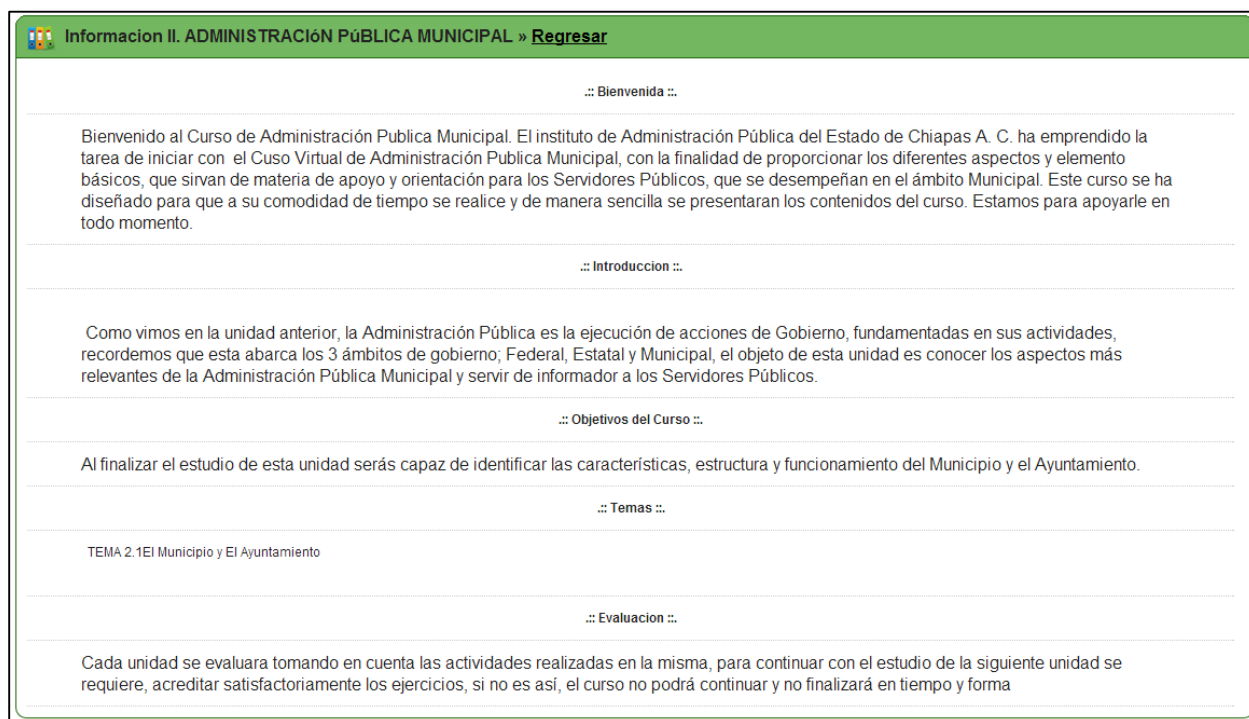 Informacion II. ADMINISTRACIóN PúBLICA MUNICIPAL » Regresar
.:: Bienvenida ::.
Bienvenido al Curso de Administración Publica Municipal. El instituto de Administración Pública del Estado de Chiapas A. C. ha emprendido la
tarea de iniciar con el Cuso Virtual de Administración Publica Municipal, con la finalidad de proporcionar los diferentes aspectos y elemento
básicos, que sirvan de materia de apoyo y orientación para los Servidores Públicos, que se desempeñan en el ámbito Municipal. Este curso se ha
diseñado para que a su comodidad de tiempo se realice y de manera sencilla se presentaran los contenidos del curso. Estamos para apoyarle en
todo momento.
.:: Introduccion ::.
Como vimos en la unidad anterior, la Administración Pública es la ejecución de acciones de Gobierno, fundamentadas en sus actividades,
recordemos que esta abarca los 3 ámbitos de gobierno; Federal, Estatal y Municipal, el objeto de esta unidad es conocer los aspectos más
relevantes de la Administración Pública Municipal y servir de informador a los Servidores Públicos.
.:: Objetivos del Curso ::.
Al finalizar el estudio de esta unidad serás capaz de identificar las características, estructura y funcionamiento del Municipio y el Ayuntamiento.
.:: Temas ::.
TEMA 2.1El Municipio y El Ayuntamiento
.:: Evaluacion ::.
Cada unidad se evaluara tomando en cuenta las actividades realizadas en la misma, para continuar con el estudio de la siguiente unidad se
requiere, acreditar satisfactoriamente los ejercicios, si no es así, el curso no podrá continuar y no finalizará en tiempo y forma